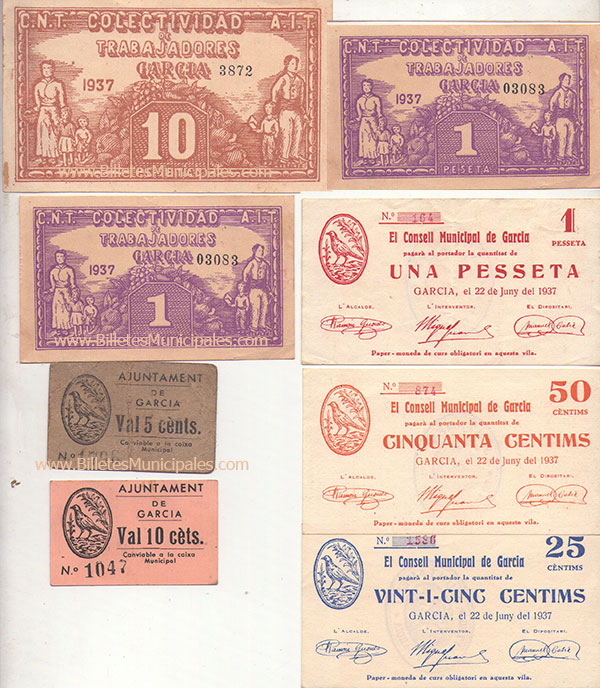 C.N.T. COLECTIVIDAD A.I.T.
DE
TRABAJADORES
GARCIA 3872
1937
10
www.BilletesMunicipales.com
C.N.T. COLECTIVIDAD A.I.T.
DE
TRABAJADORES
GARCIA 03083
1937
1
PESETA
C.N.T. COLECTIVIDAD A.I.T.
DE
TRABAJADORES
GARCIA 03083
1937
1
www.BilletesMunicipales.com
N.º 164
1
PESSETA
El Consell Municipal de Garcia
pagarà al portador la quantitat de
UNA PESSETA
GARCIA, el 22 de Juny del 1937
L'ALCALDE, L'INTERVENTOR, EL DIPOSITARI,
Paper-moneda de curs obligatori en aquesta vila.
AJUNTAMENT
DE
GARCIA
Val 5 cènts.
Canviable a la caixa
Municipal
N.º
www.BilletesMunicipales.com
N.º 874
50
CÈNTIMS
El Consell Municipal de Garcia
pagarà al portador la quantitat de
CINQUANTA CENTIMS
GARCIA, el 22 de Juny del 1937
L'ALCALDE, L'INTERVENTOR, EL DIPOSITARI,
Paper-moneda de curs obligatori en aquesta vila.
AJUNTAMENT
DE
GARCIA
Val 10 cèts.
Canviable a la caixa
Municipal
N.º 1047
N.º 1586
25
CÈNTIMS
El Consell Municipal de Garcia
pagarà al portador la quantitat de
VINT-I-CINC CENTIMS
GARCIA, el 22 de Juny del 1937
L'ALCALDE, L'INTERVENTOR, EL DIPOSITARI,
Paper-moneda de curs obligatori en aquesta vila.